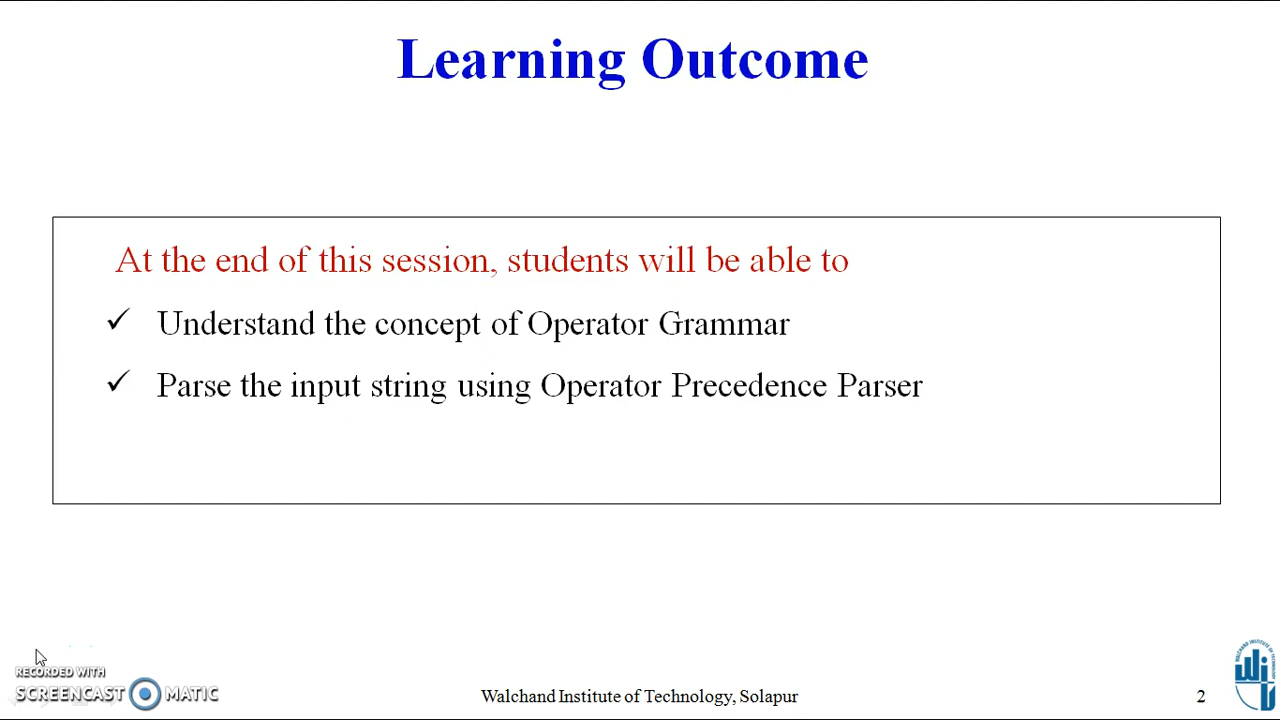 Learning Outcome
At the end of this session, students will be able to
✓ Understand the concept of Operator Grammar
✓ Parse the input string using Operator Precedence Parser
RECORDED WITH
SCREENCAST MATIC
Walchand Institute of Technology, Solapur
2